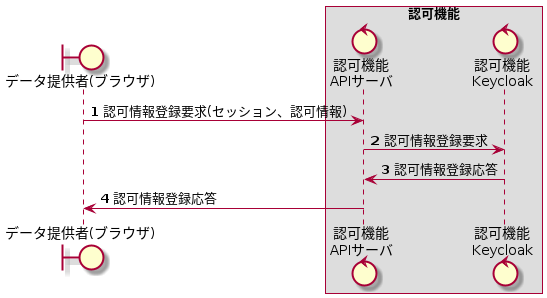 認可機能
データ提供者(ブラウザ)
認可機能
APIサーバ
認可機能
Keycloak
1 認可情報登録要求(セッション、認可情報)
2 認可情報登録要求
3 認可情報登録応答
4 認可情報登録応答
データ提供者(ブラウザ)
認可機能
APIサーバ
認可機能
Keycloak